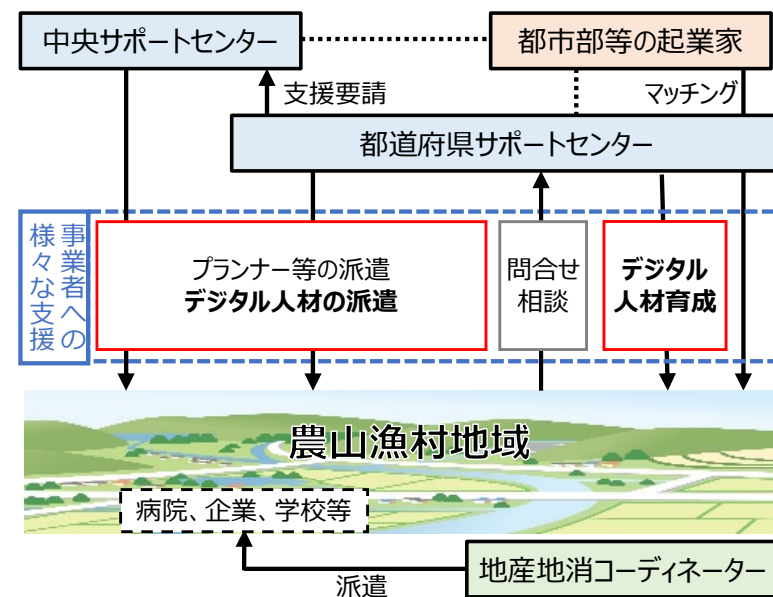 中央サポートセンター
都市部等の起業家
支援要請
マッチング
都道府県サポートセンター
事業者への
様々な支援
プランナー等の派遣
デジタル人材の派遣
問合せ
相談
デジタル
人材育成
農山漁村地域
病院、企業、学校等
地産地消コーディネーター
派遣